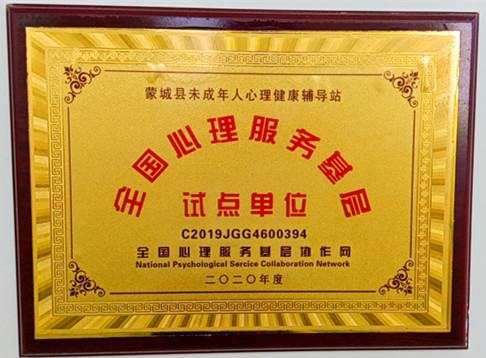 蒙城县未成年人心理健康辅导站
全国心理服务基层
试点单位
C2019JGG4600394
全国心理服务基层协作网
National Psychological Sercice Collaboration Network
二〇二〇年度